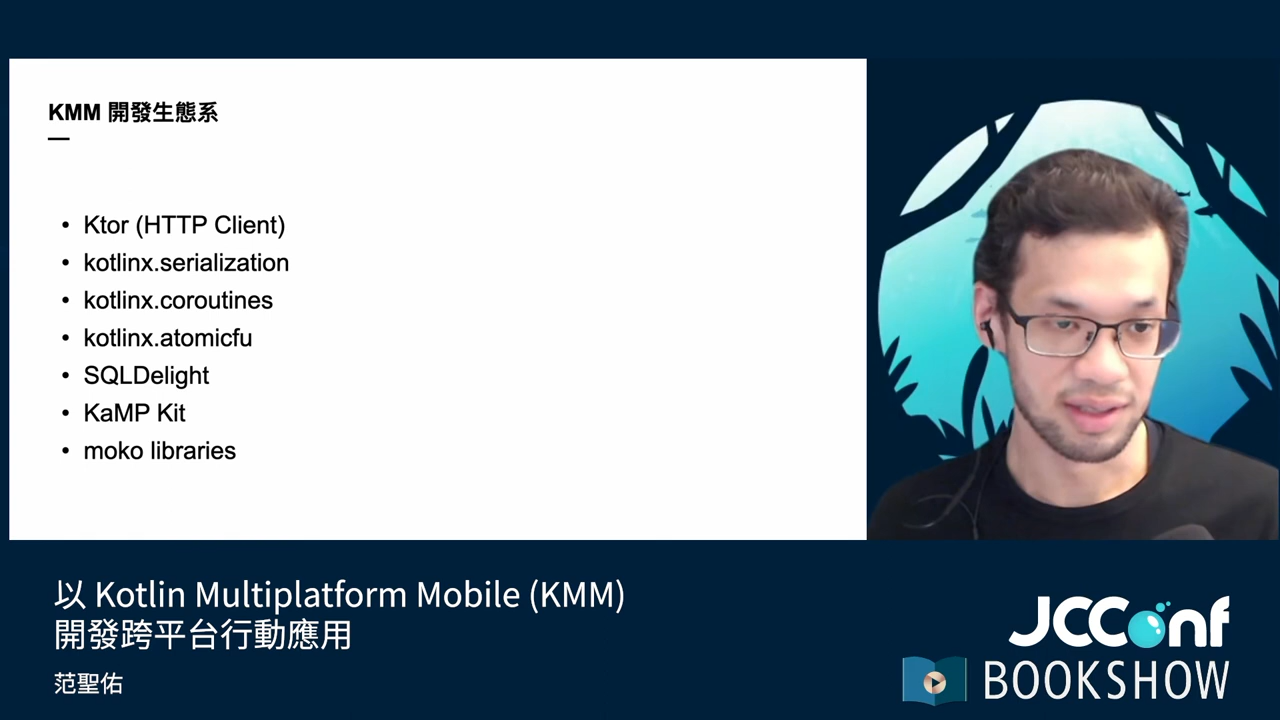 KMM 開發生態系
• Ktor (HTTP Client)
• kotlinx.serialization
• kotlinx.coroutines
• kotlinx.atomicfu
• SQLDelight
• KaMP Kit
• moko libraries
以 Kotlin Multiplatform Mobile (KMM)
開發跨平台行動應用
范聖佑
JCConf
BOOKSHOW